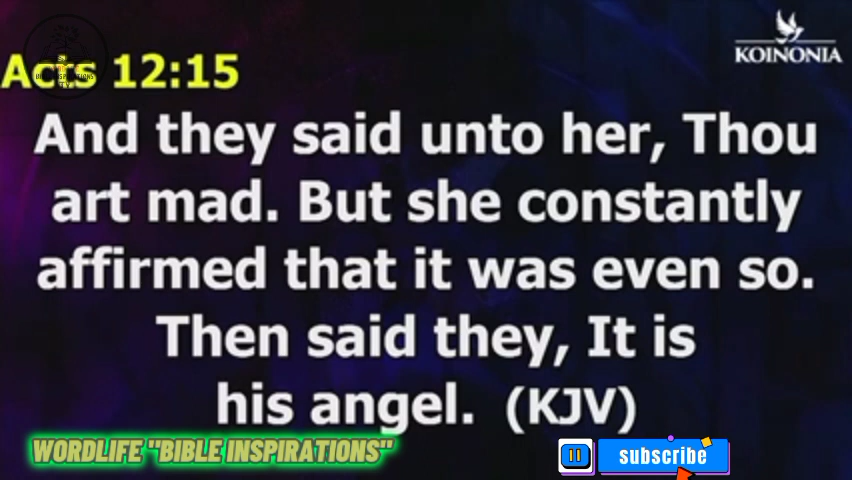 KOINONIA
Acts 12:15
And they said unto her, Thou
art mad. But she constantly
affirmed that it was even so.
Then said they, It is
his angel. (KJV)
WORDLIFE "BIBLE INSPIRATIONS"
subscribe